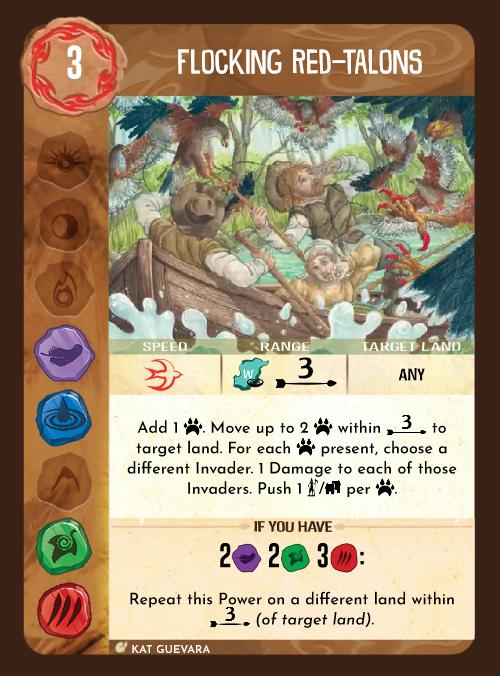 3
FLOCKING RED-TALONS
SPEED RANGE TARGET LAND
W 3 ANY
Add 1 . Move up to 2 within 3 to
target land. For each present, choose a
different Invader. 1 Damage to each of those
Invaders. Push 1 / per .
IF YOU HAVE
2 2 3 :
Repeat this Power on a different land within
3 (of target land).
KAT GUEVARA